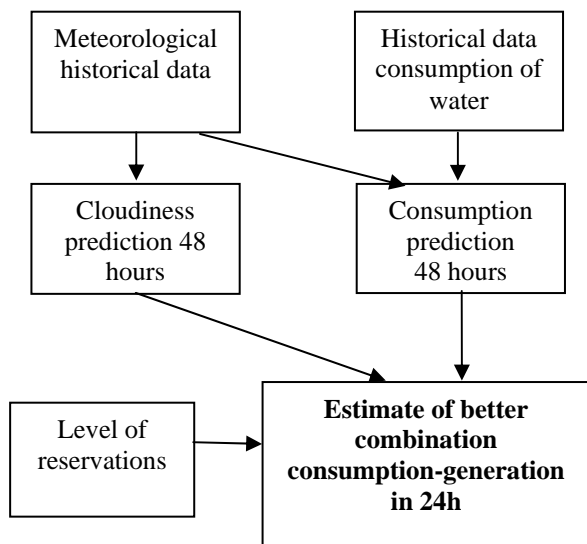 Meteorological
historical data
Historical data
consumption of
water
Cloudiness
prediction 48
hours
Consumption
prediction
48 hours
Level of
reservations
Estimate of better
combination
consumption-generation
in 24h